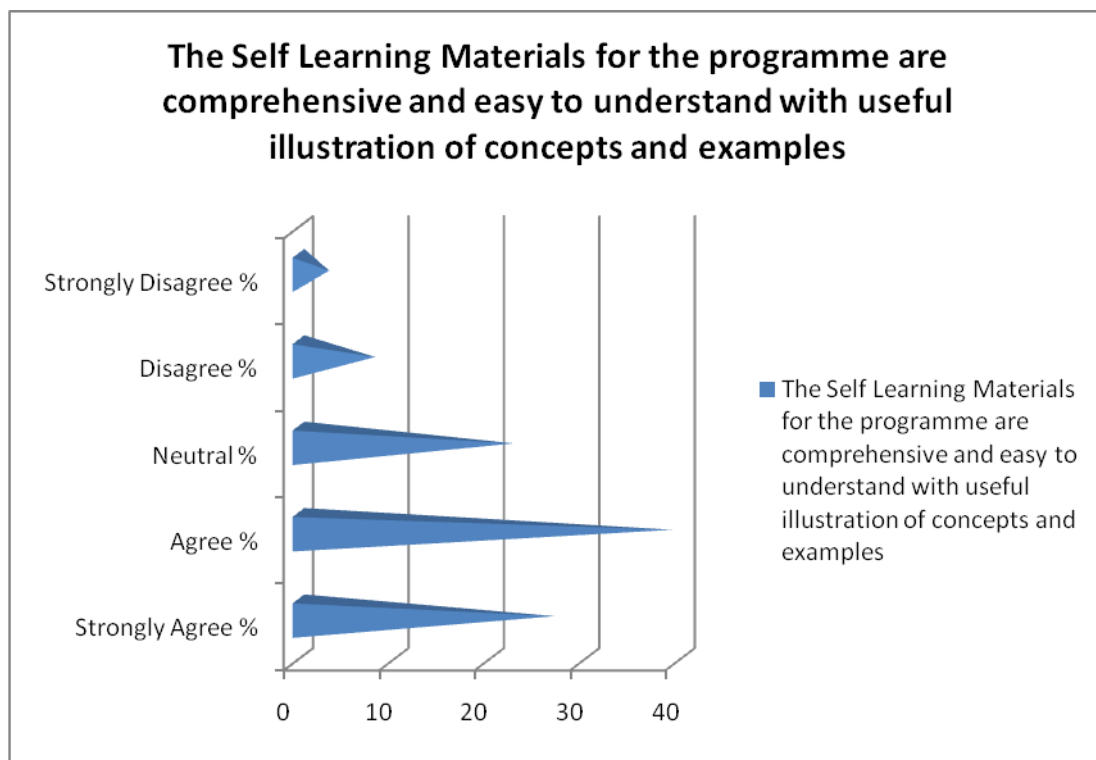 The Self Learning Materials for the programme are
comprehensive and easy to understand with useful
illustration of concepts and examples
Strongly Disagree %
Disagree %
Neutral %
Agree %
Strongly Agree %
0 10 20 30 40
The Self Learning Materials
for the programme are
comprehensive and easy to
understand with useful
illustration of concepts and
examples